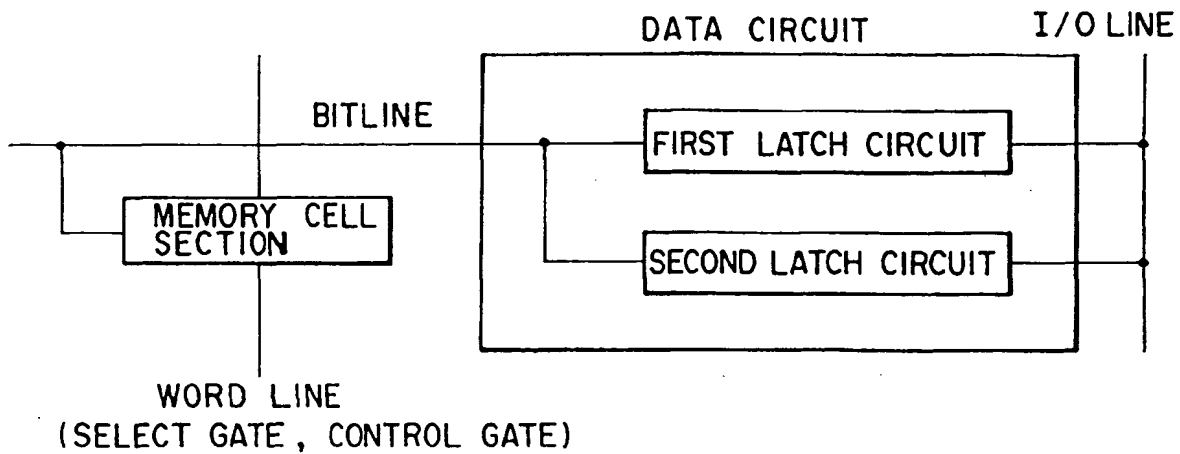 DATA CIRCUIT
I/O LINE
BITLINE
FIRST LATCH CIRCUIT
MEMORY CELL
SECTION
SECOND LATCH CIRCUIT
WORD LINE
(SELECT GATE, CONTROL GATE)